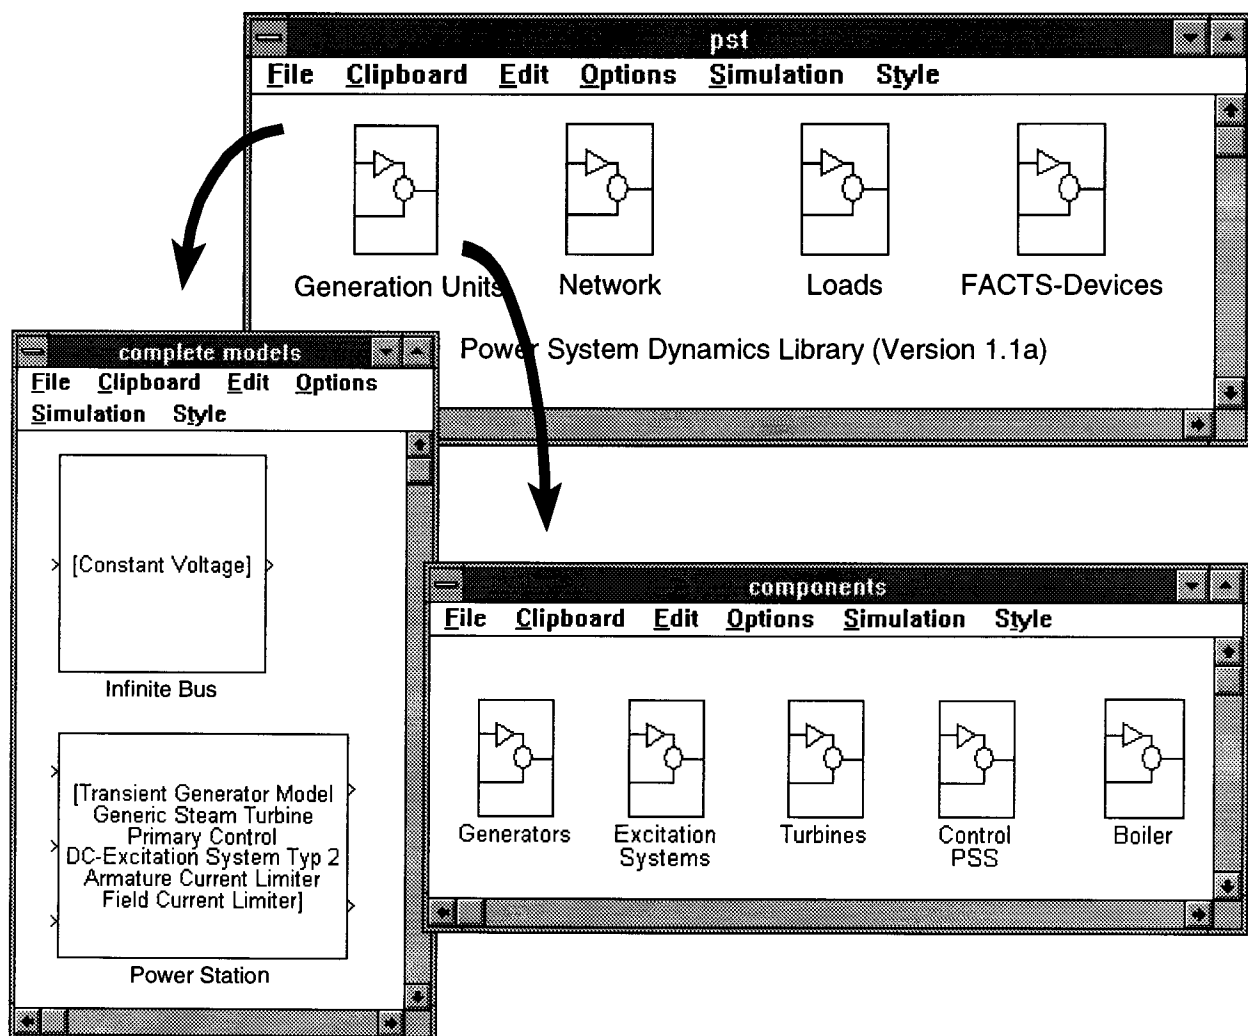 pst
File Clipboard Edit Options Simulation Style
Generation Units Network Loads FACTS-Devices
Power System Dynamics Library (Version 1.1a)
complete models
File Clipboard Edit Options
Simulation Style
[Constant Voltage]
Infinite Bus
[Transient Generator Model
Generic Steam Turbine
Primary Control
DC-Excitation System Typ 2
Armature Current Limiter
Field Current Limiter]
Power Station
components
File Clipboard Edit Options Simulation Style
Generators Excitation Turbines Control Boiler
Systems PSS